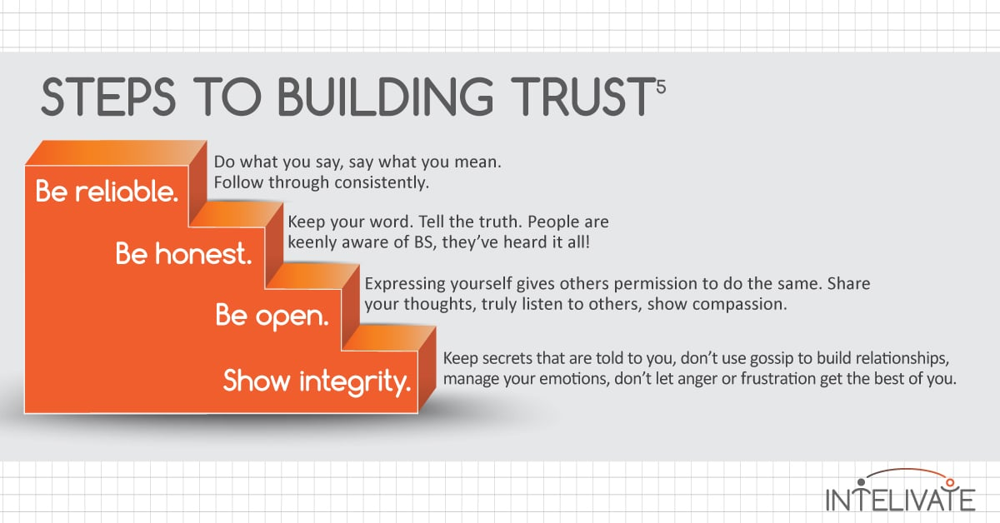 STEPS TO BUILDING TRUST5
Be reliable.
Do what you say, say what you mean.
Follow through consistently.
Be honest.
Keep your word. Tell the truth. People are
keenly aware of BS, they’ve heard it all!
Be open.
Expressing yourself gives others permission to do the same. Share
your thoughts, truly listen to others, show compassion.
Show integrity.
Keep secrets that are told to you, don’t use gossip to build relationships,
manage your emotions, don’t let anger or frustration get the best of you.
INTELIVATE